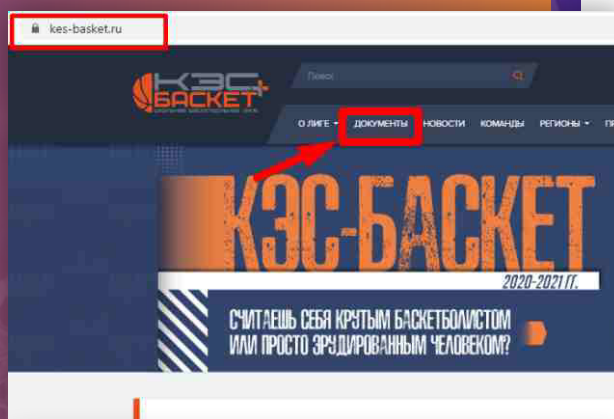 kes-basket.ru
КЭС
БАСКЕТ
Поиск
О ЛИГЕ
ДОКУМЕНТЫ
НОВОСТИ
КОМАНДЫ
РЕГИОНЫ
КЭС-БАСКЕТ
2020-2021 ГГ.
СЧИТАЕШЬ СЕБЯ КРУТЫМ БАСКЕТБОЛИСТОМ
ИЛИ ПРОСТО ЭРУДИРОВАННЫМ ЧЕЛОВЕКОМ?